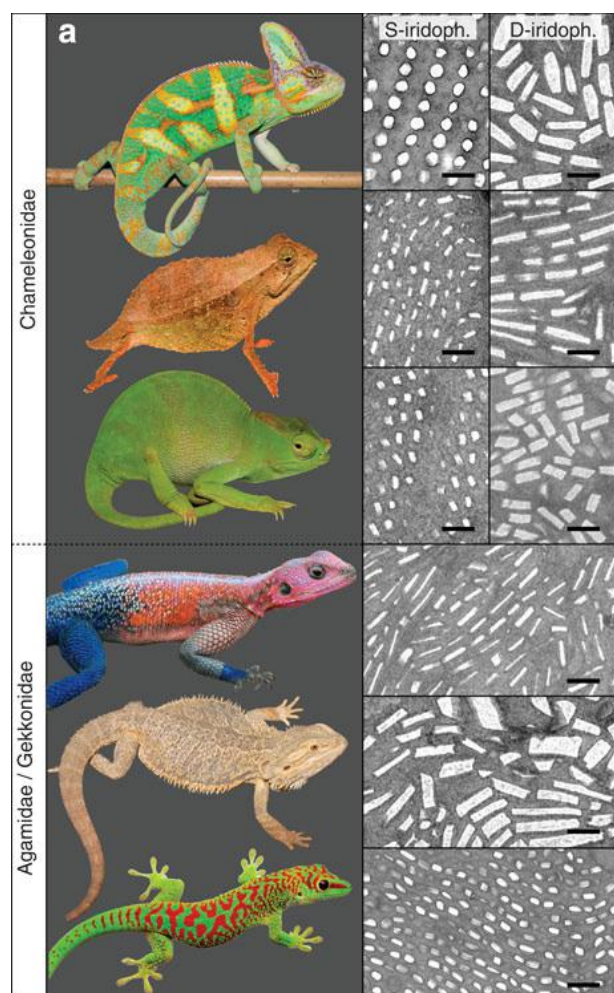 a
S-iridoph.
D-iridoph.
Chameleonidae
Agamidae / Gekkonidae